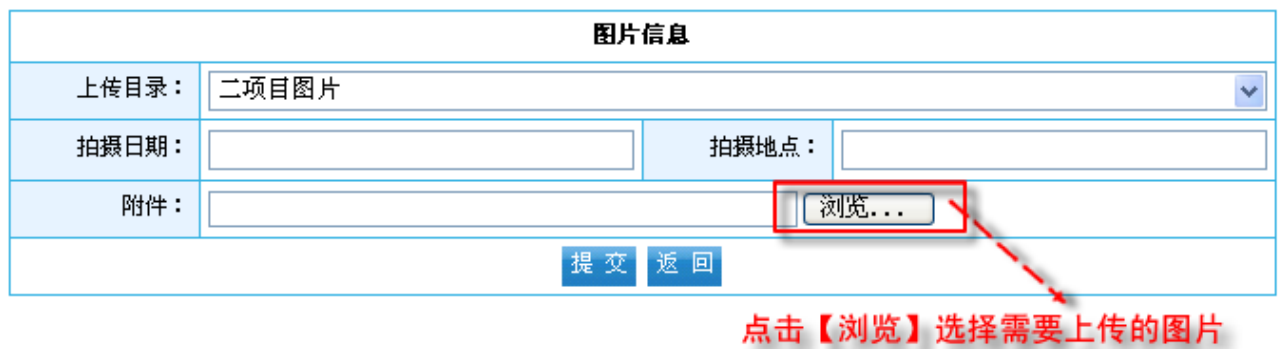 图片信息
上传目录： 二项目图片
拍摄日期： 拍摄地点：
附件： 浏览...
提 交 返 回
点击【浏览】选择需要上传的图片